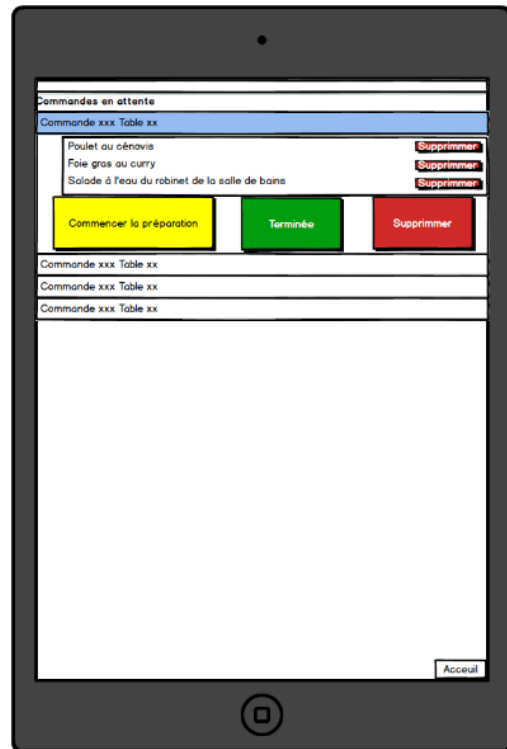 Commandes en attente
Commande xxx Table xx
Poulet au cénovis Supprimmer
Foie gras au curry Supprimmer
Salade à l'eau du robinet de la salle de bains Supprimmer
Commencer la préparation Terminée Supprimmer
Commande xxx Table xx
Commande xxx Table xx
Commande xxx Table xx
Acceuil